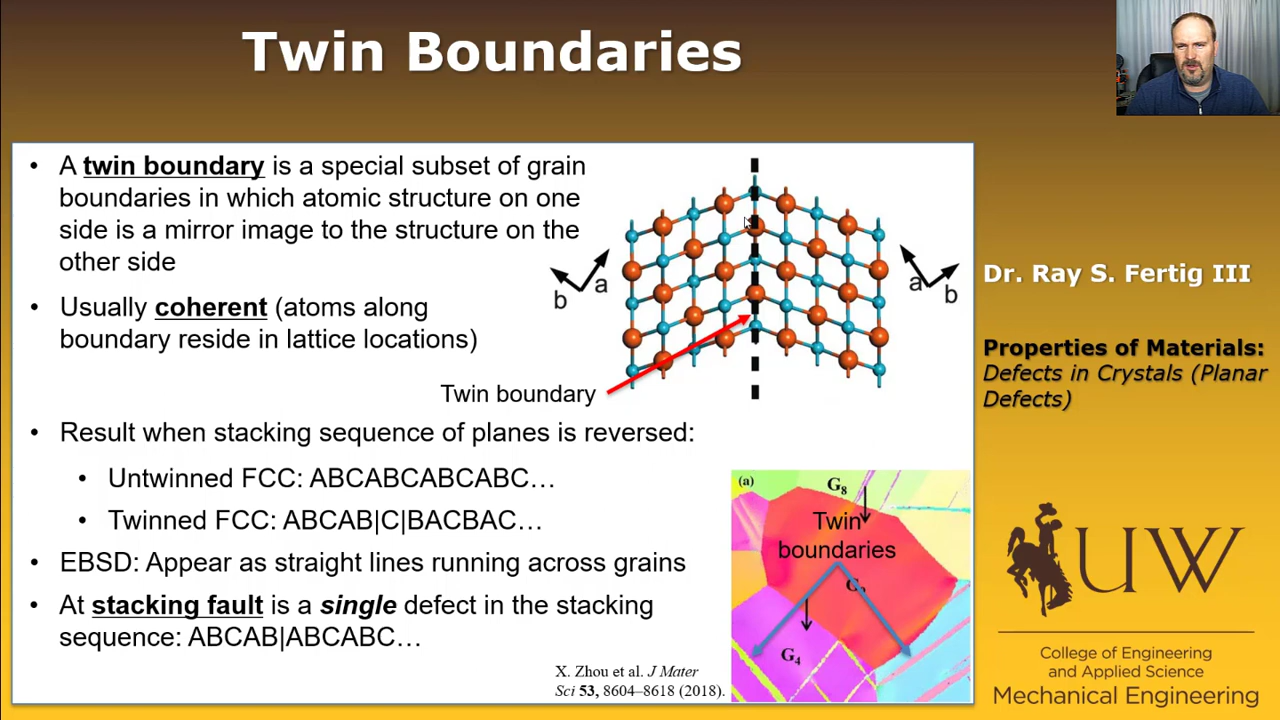 Twin Boundaries
• A twin boundary is a special subset of grain
boundaries in which atomic structure on one
side is a mirror image to the structure on the
other side
• Usually coherent (atoms along
boundary reside in lattice locations)
b
a
a
b
Twin boundary
• Result when stacking sequence of planes is reversed:
• Untwinned FCC: ABCABCABCABC…
• Twinned FCC: ABCAB|C|BACBAC…
• EBSD: Appear as straight lines running across grains
• At stacking fault is a single defect in the stacking
sequence: ABCAB|ABCABC…
(a)
G8
Twin
boundaries
G4
X. Zhou et al. J Mater
Sci 53, 8604–8618 (2018).
Dr. Ray S. Fertig III
Properties of Materials:
Defects in Crystals (Planar
Defects)
UW
College of Engineering
and Applied Science
Mechanical Engineering